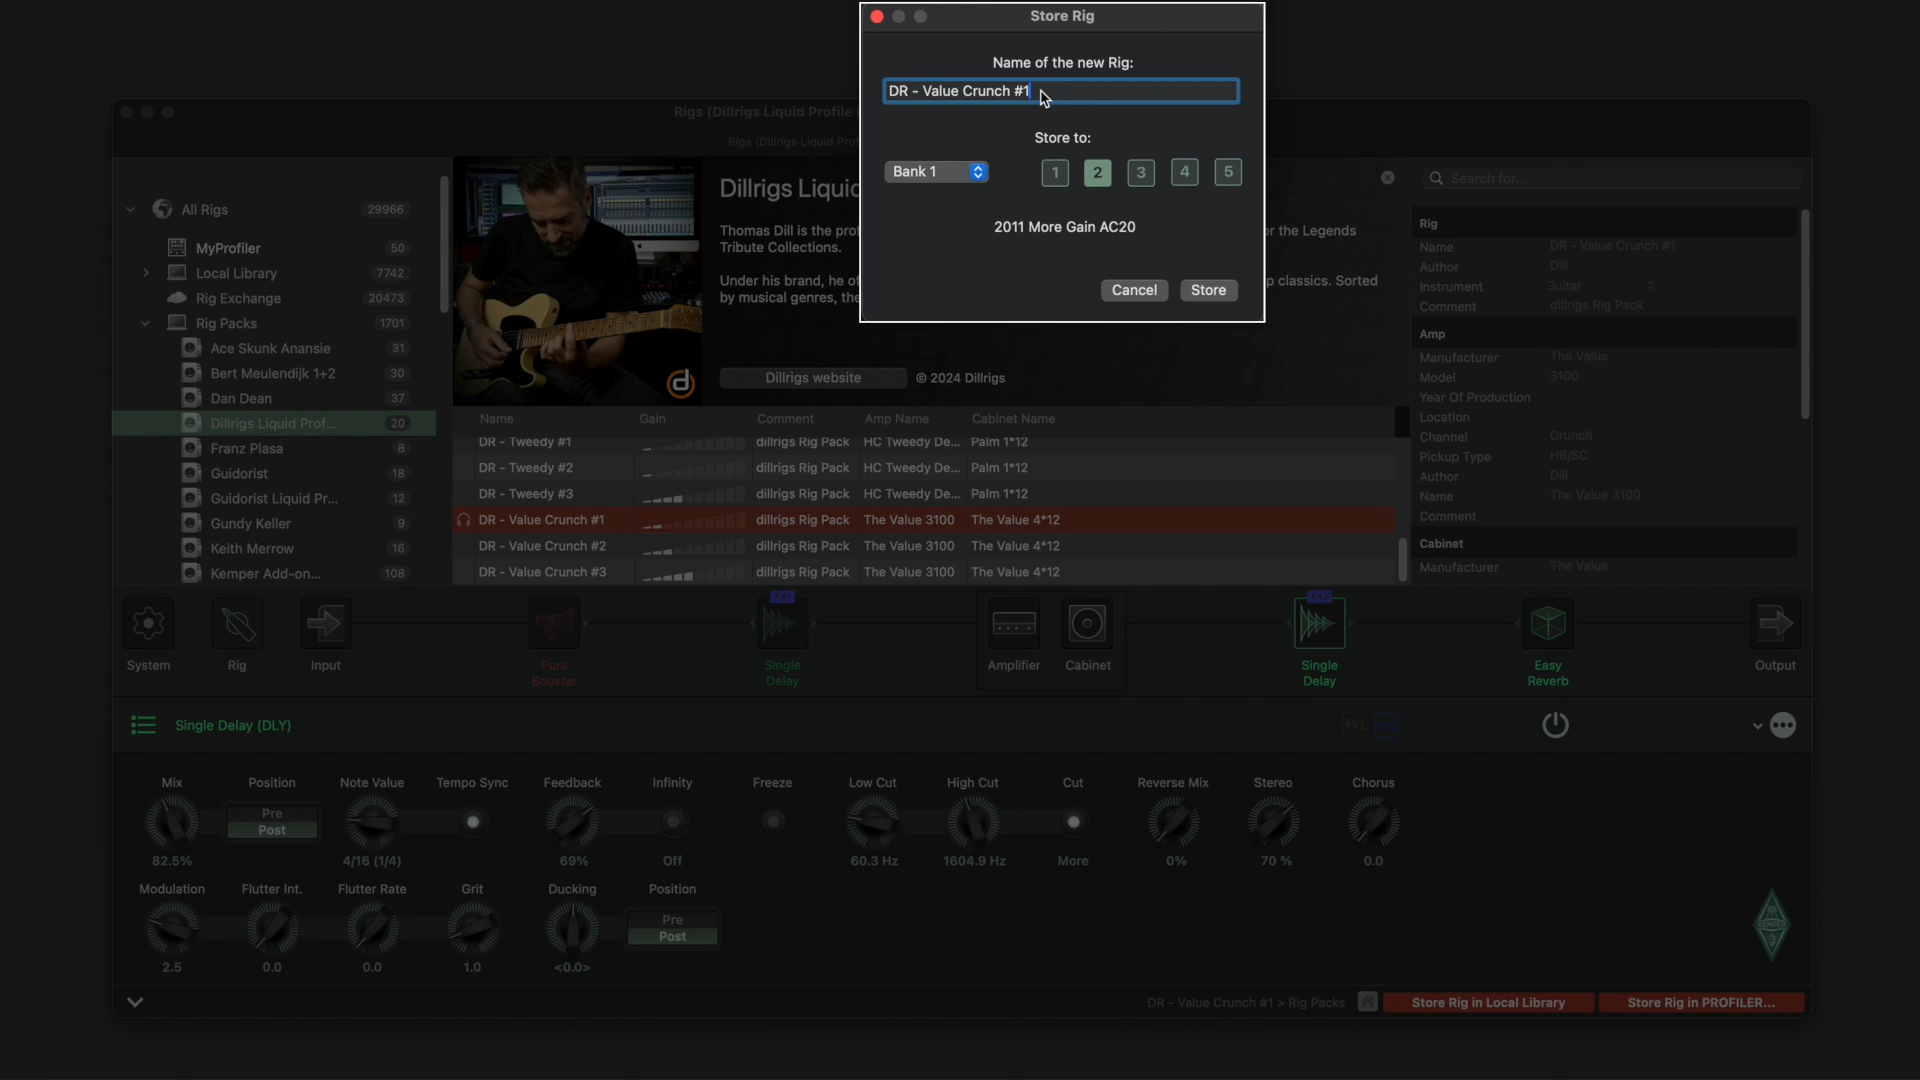 Store Rig
Name of the new Rig:
DR - Value Crunch #1
Store to:
Bank 1
1 2 3 4 5
2011 More Gain AC20
Cancel Store
Rigs (Dillrigs Liquid Profile
Rigs (Dillrigs Liquid Prof
All Rigs 29966
MyProfiler 50
Local Library 7742
Rig Exchange 20473
Rig Packs 1701
Ace Skunk Anansie 31
Bert Meulendijk 1+2 30
Dan Dean 37
Dillrigs Liquid Prof... 20
Franz Plasa 8
Guidorist 18
Guidorist Liquid Pr... 12
Gundy Keller 9
Keith Merrow 16
Kemper Add-on... 108
Dillrigs Liquid
Thomas Dill is the prof
or the Legends
Tribute Collections.
Under his brand, he of
p classics. Sorted
by musical genres, the
Dillrigs website © 2024 Dillrigs
Name Gain Comment Amp Name Cabinet Name
DR - Tweedy #1 dillrigs Rig Pack HC Tweedy De... Palm 1*12
DR - Tweedy #2 dillrigs Rig Pack HC Tweedy De... Palm 1*12
DR - Tweedy #3 dillrigs Rig Pack HC Tweedy De... Palm 1*12
DR - Value Crunch #1 dillrigs Rig Pack The Value 3100 The Value 4*12
DR - Value Crunch #2 dillrigs Rig Pack The Value 3100 The Value 4*12
DR - Value Crunch #3 dillrigs Rig Pack The Value 3100 The Value 4*12
Search for...
Rig
Name DR - Value Crunch #1
Author Dill
Instrument Guitar
Comment dillrigs Rig Pack
Amp
Manufacturer The Value
Model 3100
Year Of Production
Location
Channel Crunch
Pickup Type HB/SC
Author Dill
Name The Value 3100
Comment
Cabinet
Manufacturer The Value
FX1 FX2
System Rig Input Pure Booster Single Delay Amplifier Cabinet Single Delay Easy Reverb Output
Single Delay (DLY) FX1 FX2
Mix Position Note Value Tempo Sync Feedback Infinity Freeze Low Cut High Cut Cut Reverse Mix Stereo Chorus
Pre
Post
82.5% 4/16 (1/4) 69% Off 60.3 Hz 1604.9 Hz More 0% 70 % 0.0
Modulation Flutter Int. Flutter Rate Grit Ducking Position
Pre
Post
2.5 0.0 0.0 1.0 <0.0>
KEMPER
DR - Value Crunch #1 > Rig Packs Store Rig in Local Library Store Rig in PROFILER...